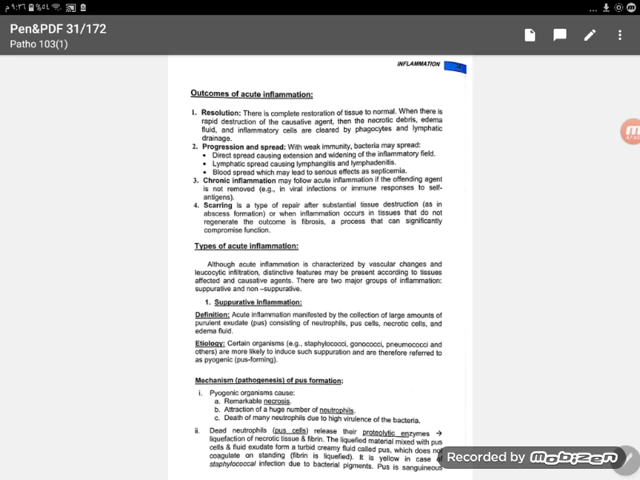 ٩:٣٦ م ٥٤٪
Pen&PDF 31/172
Patho 103(1)
INFLAMMATION
Outcomes of acute inflammation:
1. Resolution: There is complete restoration of tissue to normal. When there is
rapid destruction of the causative agent, then the necrotic debris, edema
fluid, and inflammatory cells are cleared by phagocytes and lymphatic
drainage.
2. Progression and spread: With weak immunity, bacteria may spread:
• Direct spread causing extension and widening of the inflammatory field.
• Lymphatic spread causing lymphangitis and lymphadenitis.
• Blood spread which may lead to serious effects as septicemia.
3. Chronic inflammation may follow acute inflammation if the offending agent
is not removed (e.g., in viral infections or immune responses to self-
antigens).
4. Scarring is a type of repair after substantial tissue destruction (as in
abscess formation) or when inflammation occurs in tissues that do not
regenerate the outcome is fibrosis, a process that can significantly
compromise function.
Types of acute inflammation:
Although acute inflammation is characterized by vascular changes and
leucocytic infiltration, distinctive features may be present according to tissues
affected and causative agents. There are two major groups of inflammation:
suppurative and non –suppurative.
1. Suppurative inflammation:
Definition: Acute inflammation manifested by the collection of large amounts of
purulent exudate (pus) consisting of neutrophils, pus cells, necrotic cells, and
edema fluid.
Etiology: Certain organisms (e.g., staphylococci, gonococci, pneumococci and
others) are more likely to induce such suppuration and are therefore referred to
as pyogenic (pus-forming).
Mechanism (pathogenesis) of pus formation:
i. Pyogenic organisms cause:
a. Remarkable necrosis.
b. Attraction of a huge number of neutrophils.
c. Death of many neutrophils due to high virulence of the bacteria.
ii. Dead neutrophils (pus cells) release their proteolytic enzymes →
liquefaction of necrotic tissue & fibrin. The liquefied material mixed with pus
cells & fluid exudate form a turbid creamy fluid called pus, which does not
coagulate on standing (fibrin is liquefied). It is yellow in case of
staphylococcal infection due to bacterial pigments. Pus is sanguineous
Recorded by mobizen